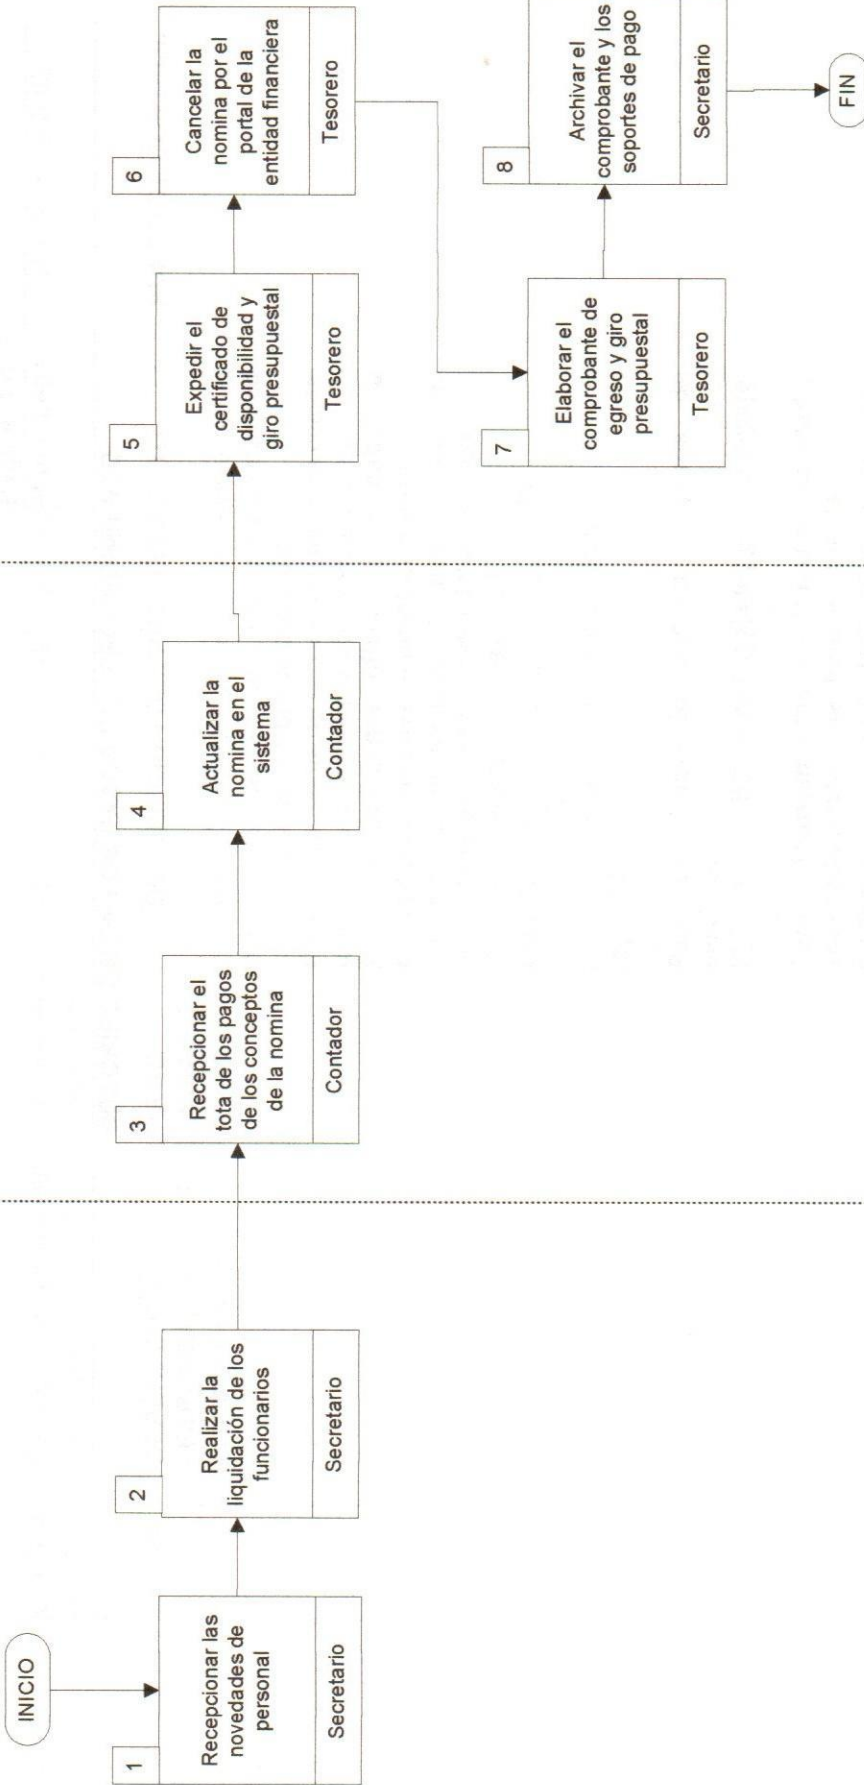 INICIO
1
Recepcionar las
novedades de
personal
Secretario
2
Realizar la
liquidación de los
funcionarios
Secretario
3
Recepcionar el
tota de los pagos
de los conceptos
de la nomina
Contador
4
Actualizar la
nomina en el
sistema
Contador
5
Expedir el
certificado de
disponibilidad y
giro presupuestal
Tesorero
6
Cancelar la
nomina por el
portal de la
entidad financiera
Tesorero
7
Elaborar el
comprobante de
egreso y giro
presupuestal
Tesorero
8
Archivar el
comprobante y los
soportes de pago
Secretario
FIN